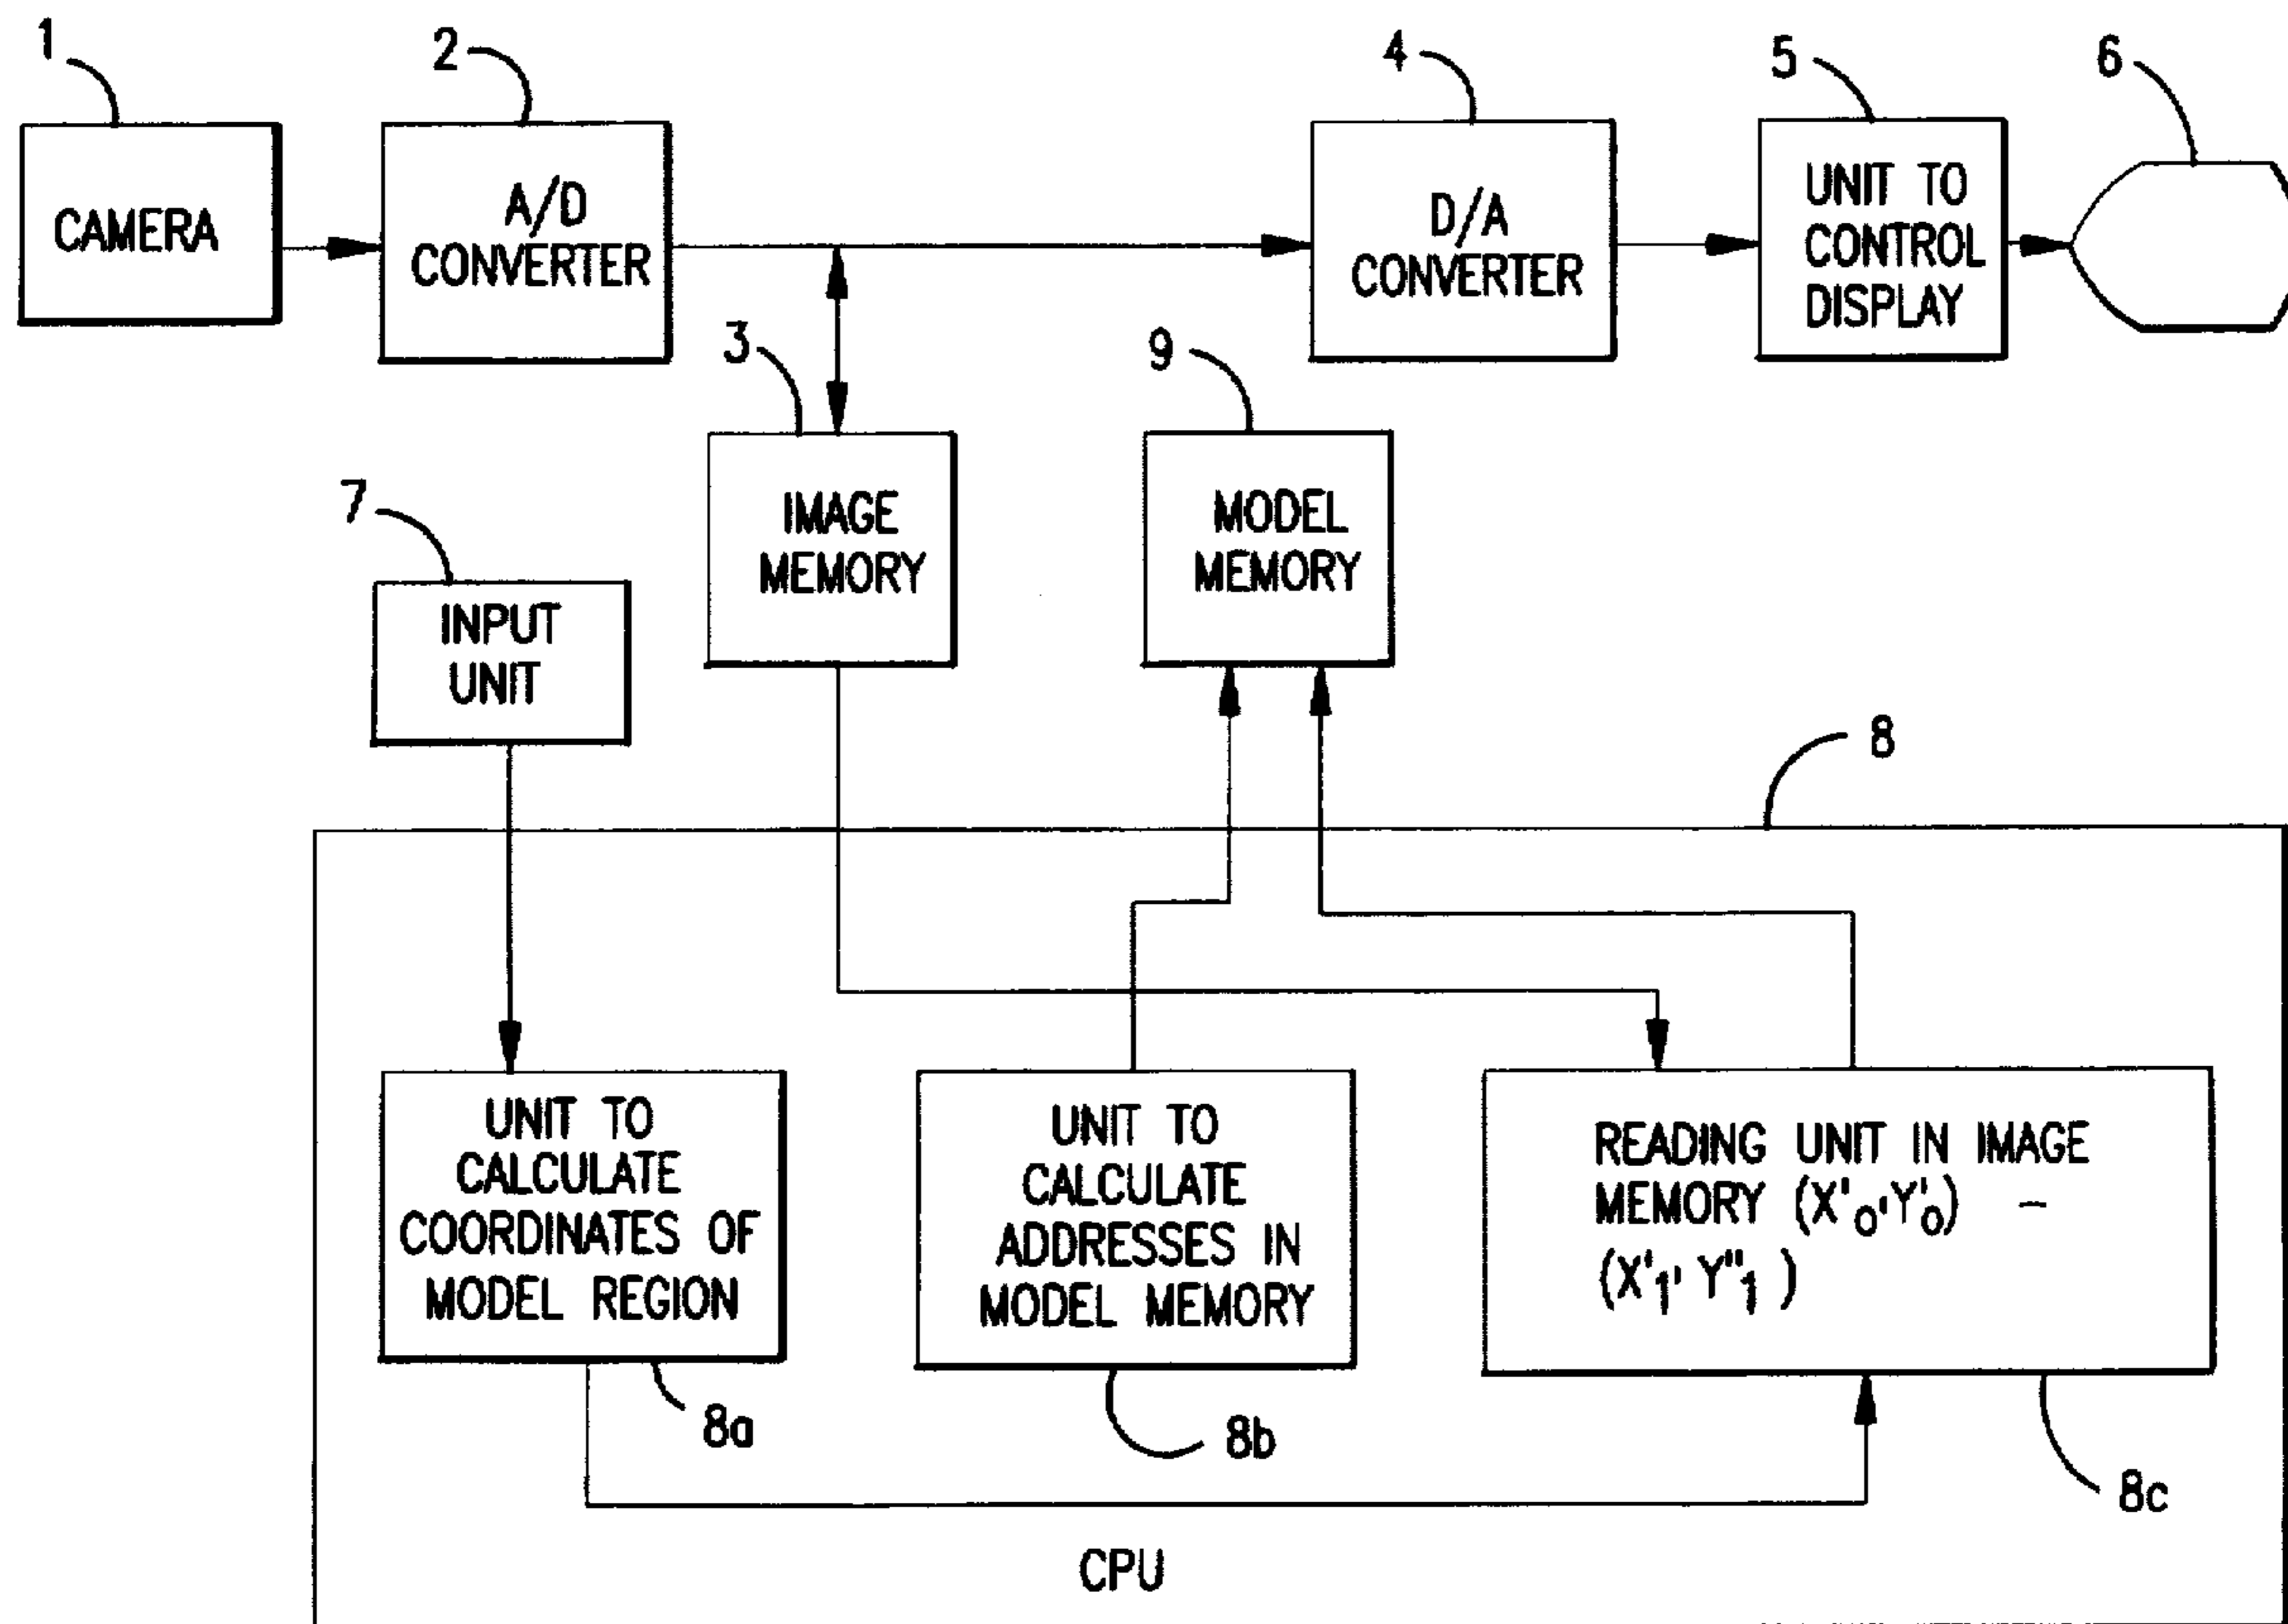 1
2
4
5
6
CAMERA
A/D
CONVERTER
D/A
CONVERTER
UNIT TO
CONTROL
DISPLAY
3
9
7
IMAGE
MEMORY
MODEL
MEMORY
INPUT
UNIT
8
UNIT TO
CALCULATE
COORDINATES OF
MODEL REGION
UNIT TO
CALCULATE
ADDRESSES IN
MODEL MEMORY
READING UNIT IN IMAGE
MEMORY (X'₀,Y'₀) –
(X'₁, Y"₁ )
8a
8b
8c
CPU